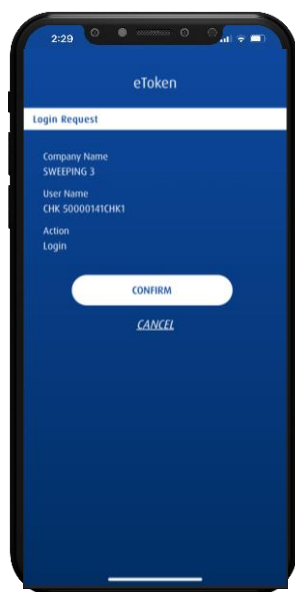 2:29
eToken
Login Request
Company Name
SWEEPING 3
User Name
CHK 50000141CHK1
Action
Login
CONFIRM
CANCEL